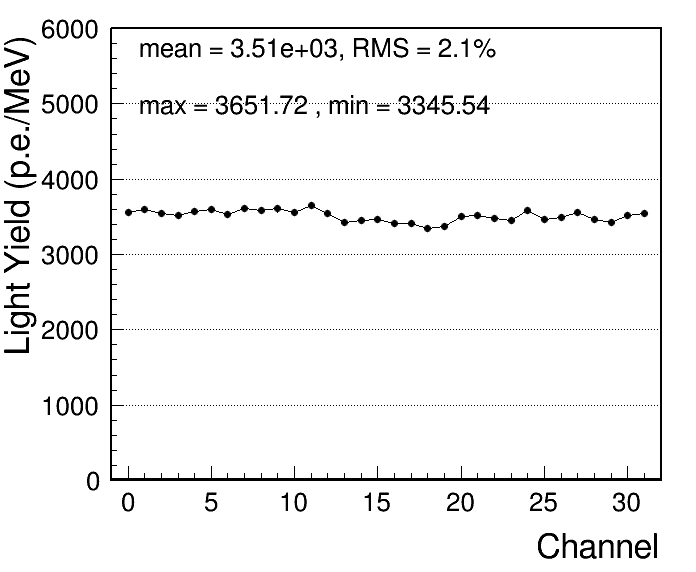 mean = 3.51e+03, RMS = 2.1%
max = 3651.72 , min = 3345.54
Light Yield (p.e./MeV)
6000
5000
4000
3000
2000
1000
0
0 5 10 15 20 25 30
Channel